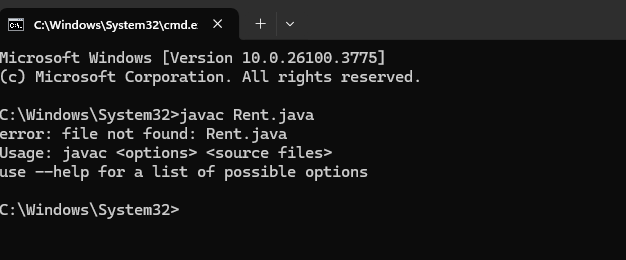 C:\Windows\System32\cmd.e
Microsoft Windows [Version 10.0.26100.3775]
(c) Microsoft Corporation. All rights reserved.
C:\Windows\System32>javac Rent.java
error: file not found: Rent.java
Usage: javac <options> <source files>
use --help for a list of possible options
C:\Windows\System32>